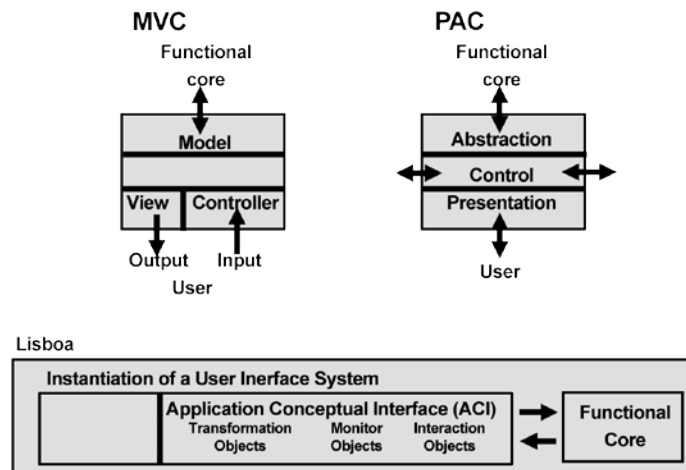 MVC
Functional
core
Model
View
Controller
Output
Input
User
PAC
Functional
core
Abstraction
Control
Presentation
User
Lisboa
Instantiation of a User Inerface System
Application Conceptual Interface (ACI)
Transformation Monitor Interaction
Objects Objects Objects
Functional
Core